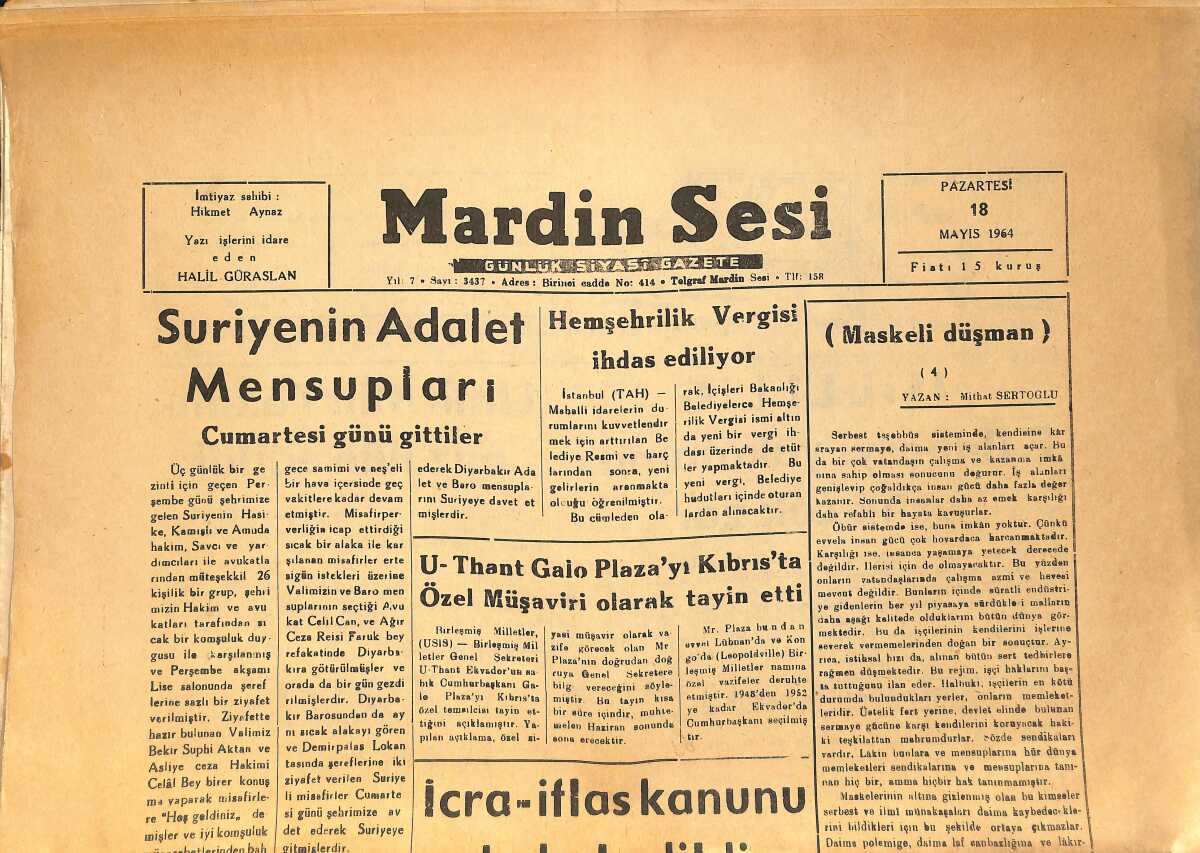 İmtiyaz sahibi :
Hikmet Aynaz
Yazı işlerini idare
eden
HALİL GÜRASLAN
Mardin Sesi
GÜNLÜK SİYASİ GAZETE
Yıl: 7 • Sayı : 3437 • Adres : Birinci cadde No: 414 • Telgraf Mardin Sesi • Tlf: 158
PAZARTESİ
18
MAYIS 1964
Fiatı 15 kuruş
Suriyenin Adalet
Mensupları
Cumartesi günü gittiler
Üç günlük bir ge
zinti için geçen Per-
şembe günü şehrimize
gelen Suriyenin Hasi-
ke, Kamışlı ve Amuda
hakim, Savcı ve yar-
dımcıları ile avukatla
rından müteşekkil 26
kişilik bir grup, şehri
mizin Hakim ve avu
katları tarafından sı
cak bir komşuluk duy-
gusu ile karşılanmış
ve Perşembe akşamı
Lise salonunda şeref
lerine sazlı bir ziyafet
verilmiştir. Ziyafette
hazır bulunan Valimiz
Bekir Suphi Aktan ve
Asliye ceza Hakimi
Celâl Bey birer konuş
ma yaparak misafirle-
re "Hoş geldiniz„ de-
mişler ve iyi komşuluk
gece samimi ve neş'eli
bir hava içersinde geç
vakitlere kadar devam
etmiştir. Misafirper-
verliğin icap ettirdiği
sıcak bir alaka ile kar
şılanan misafirler erte
sigün istekleri üzerine
Valimizin ve Baro men
suplarının seçtiği Avu
kat Celil Can, ve Ağır
Ceza Reisi Faruk bey
refakatinde Diyarba-
kıra götürülmüşler ve
orada da bir gün gezdi
rilmişlerdir. Diyarba-
kır Barosundan da ay
nı sıcak alakayı gören
ve Demirpalas Lokan
tasında şereflerine iki
ziyafet verilen Suriye
li misafirler Cumarte
si günü şehrimize av
det ederek Suriyeye
gitmişlerdir.
ederek Diyarbakır Ada
let ve Baro mensupla-
rını Suriyeye davet et
mişlerdir.
Hemşehrilik Vergisi
ihdas ediliyor
İstanbul (TAH) —
Mahalli idarelerin du-
rumlarını kuvvetlendir
mek için arttırılan Be
lediye Resmi ve harç
larından sonra, yeni
gelirlerin aranmakta
olduğu öğrenilmiştir.
Bu cümleden ola-
rak, İçişleri Bakanlığı
Belediyelerce Hemşe-
rilik Vergisi ismi altın
da yeni bir vergi ih-
dası üzerinde de etüt
ler yapmaktadır. Bu
yeni vergi, Belediye
hudutları içinde oturan
lardan alınacaktır.
U- Thant Galo Plaza'yı Kıbrıs'ta
Özel Müşaviri olarak tayin etti
Birleşmiş Milletler,
(USIS) — Birleşmiş Mil
letler Genel Sekreteri
U-Thant Ekvador'un sa-
bık Cumhurbaşkanı Ga-
lo Plaza'yı Kıbrıs'ta
özel temsilcisi tayin et-
tiğini açıklamıştır. Ya-
pılan açıklama, özel si-
yasi müşavir olarak va-
zife görecek olan Mr
Plaza'nın doğrudan doğ
ruya Genel Sekretere
bilg vereceğini söyle-
miştir. Bu tayin kısa
bir süre içindir, muhte-
melen Haziran sonunda
sona erecektir.
Mr. Plaza bundan
evvel Lübnan'da ve Kon
go'da (Leopoldville) Bir-
leşmiş Milletler namına
özel vazifeler deruhte
etmiştir. 1948'den 1952
ye kadar Ekvador'da
Cumhurbaşkanı seçilmiş
tir.
İcra-iflas kanunu
( Maskeli düşman )
( 4 )
YAZAN : Mithat SERTOGLU
Serbest teşebbüs sisteminde, kendisine kâr
arayan sermaye, daima yeni iş alanları açar. Bu
da bir çok vatandaşın çalışma ve kazanma imkâ
nına sahip olması sonucunu doğurur. İş alanları
genişleyip çoğaldıkça insan gücü daha fazla değer
kazanır. Sonunda insanlar daha az emek karşılığı
daha refahlı bir hayata kavuşurlar.
Öbür sistemde ise, buna imkân yoktur. Çünkü
evvela insan gücü çok hovardaca harcanmaktadır.
Karşılığı ise, insanca yaşamaya yetecek derecede
değildir. İlerisi için de olmayacaktır. Bu yüzden
onların vatandaşlarında çalışma azmi ve hevesi
mevcut değildir. Bunların içinde süratli endüstri-
ye gidenlerin her yıl piyasaya sürdükleri malların
daha aşağı kalitede olduklarını bütün dünya gör-
mektedir. Bu da işçilerinin kendilerini işlerine
severek vermemelerinden doğan bir sonuçtur. Ay-
rıca, istihsal hızı da, alınan bütün sert tedbirlere
rağmen düşmektedir. Bu rejim, işçi haklarını baş-
ta tuttuğunu ilan eder. Halbuki, işçilerin en kötü
durumda bulundukları yerler, onların memleket-
leridir. Üstelik fert yerine, devlet elinde bulunan
sermaye gücüne karşı kendilerini koruyacak haki-
ki teşkilattan mahrumdurlar. Sözde sendikaları
vardır, Lâkin bunlara ve mensuplarına hür dünya
memleketleri sendikalarına ve mensuplarına tanı-
nan hiç bir, amma hiçbir hak tanınmamıştır.
Maskelerinin altına gizlenmiş olan bu kimseler
serbest ve ilmi münakaşaları daima kaybedecekle-
rini bildikleri için bu şekilde ortaya çıkmazlar.
Daima polemige, daima laf canbazlığına ve lâkır-